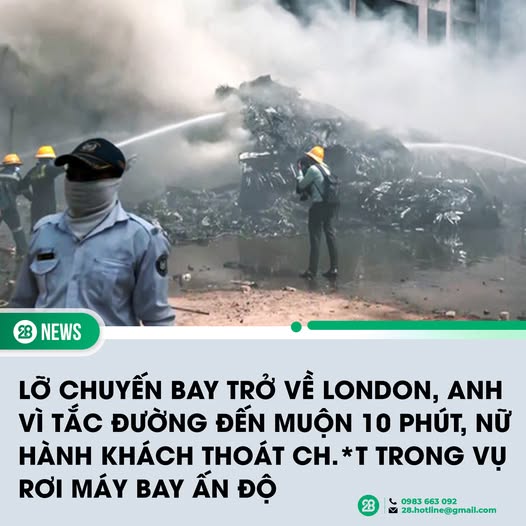 28 NEWS
LỠ CHUYẾN BAY TRỞ VỀ LONDON, ANH
VÌ TẮC ĐƯỜNG ĐẾN MUỘN 10 PHÚT, NỮ
HÀNH KHÁCH THOÁT CH.*T TRONG VỤ
RƠI MÁY BAY ẤN ĐỘ
28
0983 663 092
28.hotline@gmail.com